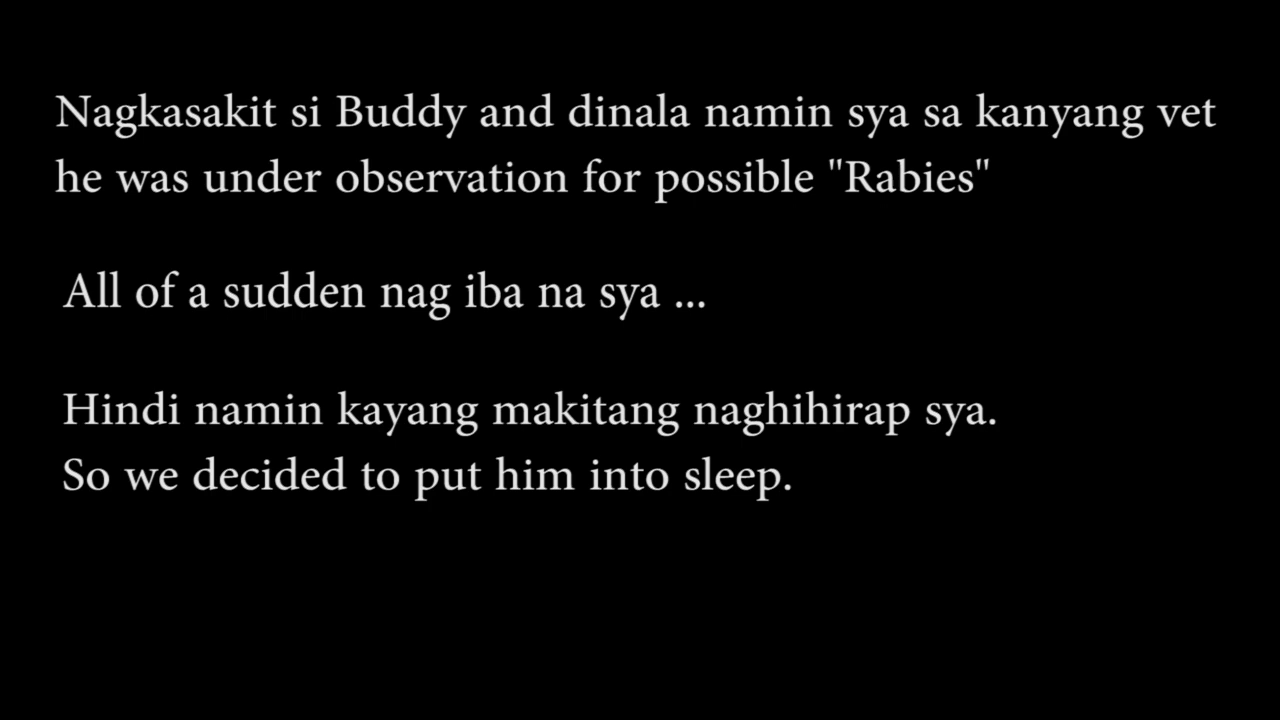 Nagkasakit si Buddy and dinala namin sya sa kanyang vet
he was under observation for possible "Rabies"
All of a sudden nag iba na sya ...
Hindi namin kayang makitang naghihirap sya.
So we decided to put him into sleep.